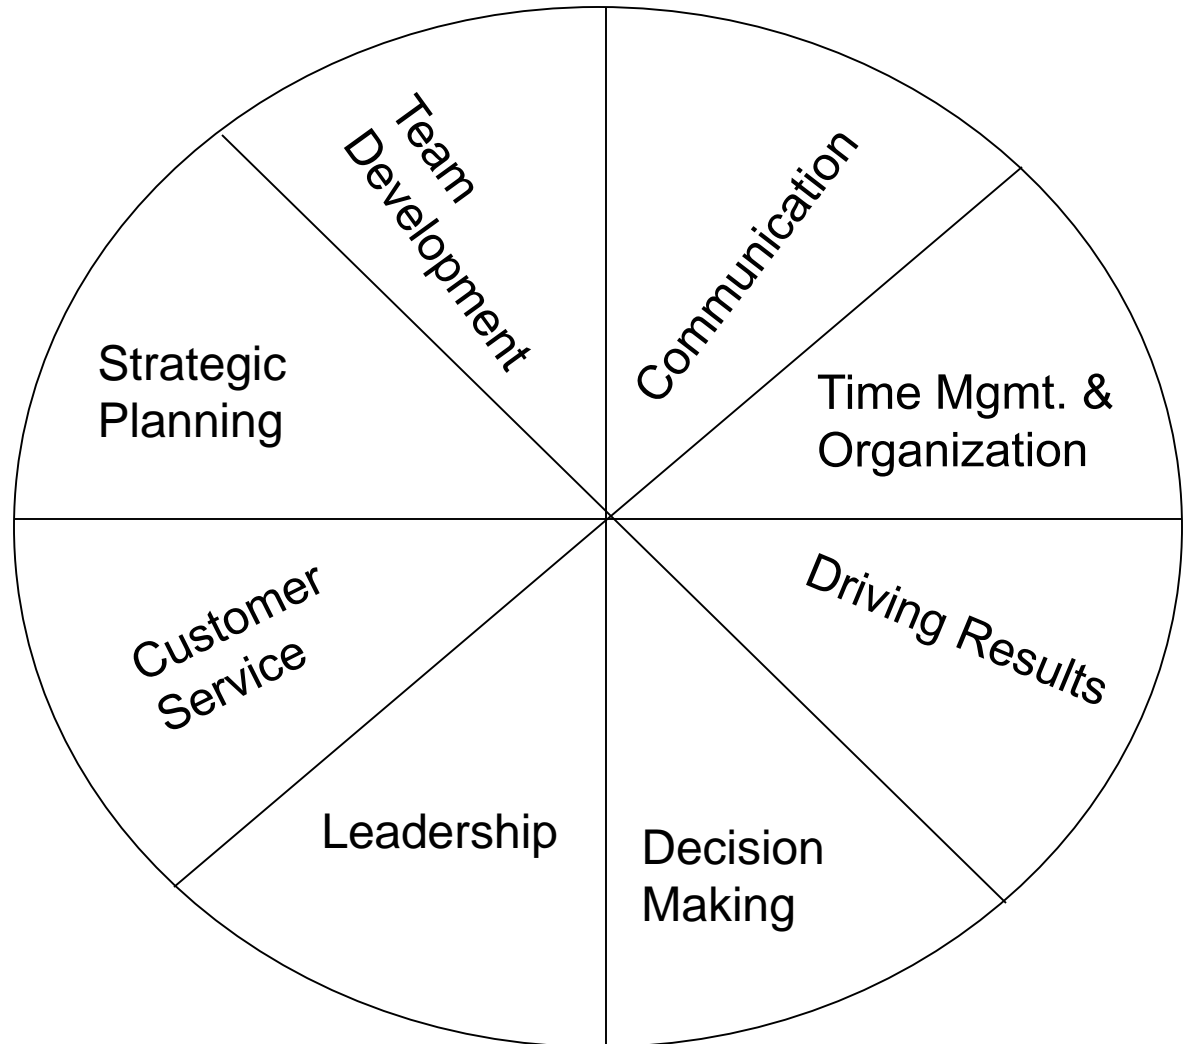 Team
Development
Communication
Strategic
Planning
Time Mgmt. &
Organization
Customer
Service
Driving Results
Leadership
Decision
Making